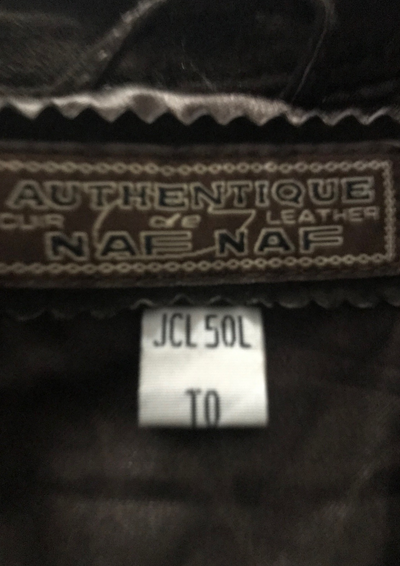 AUTHENTIQUE
CUIR de LEATHER
NAF NAF
JCL 50L
T0